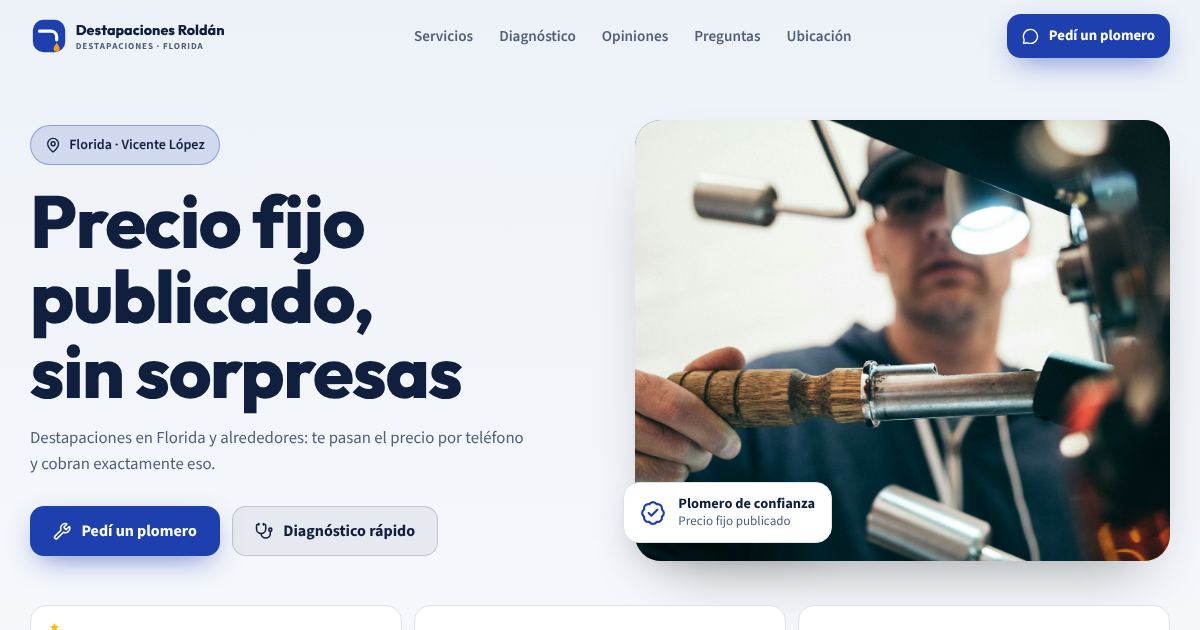 Destapaciones Roldán
DESTAPACIONES · FLORIDA
Servicios
Diagnóstico
Opiniones
Preguntas
Ubicación
Pedí un plomero
Florida · Vicente López
Precio fijo
publicado,
sin sorpresas
Destapaciones en Florida y alrededores: te pasan el precio por teléfono
y cobran exactamente eso.
Pedí un plomero
Diagnóstico rápido
Plomero de confianza
Precio fijo publicado